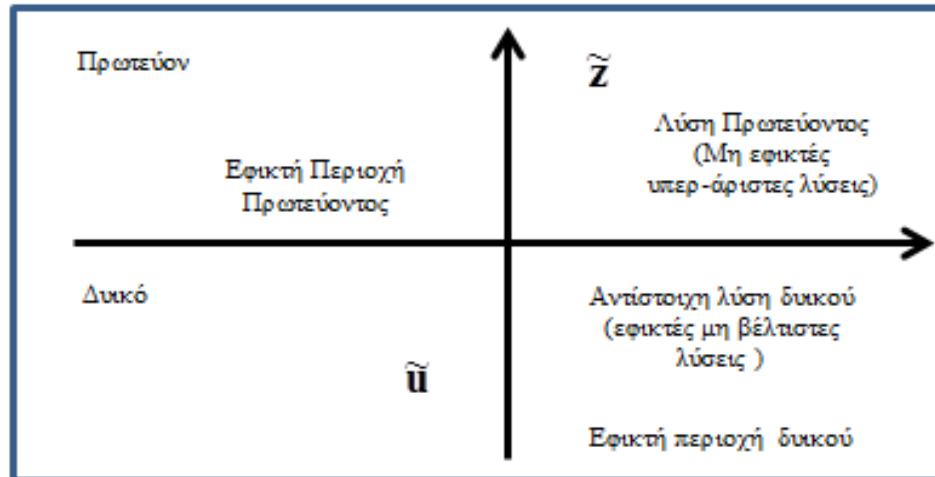 Πρωτεύον
z̃
Λύση Πρωτεύοντος
(Μη εφικτές
υπερ-άριστες λύσεις)
Εφικτή Περιοχή
Πρωτεύοντος
Δυικό
Αντίστοιχη λύση δυικού
(εφικτές μη βέλτιστες
λύσεις )
ũ
Εφικτή περιοχή δυικού